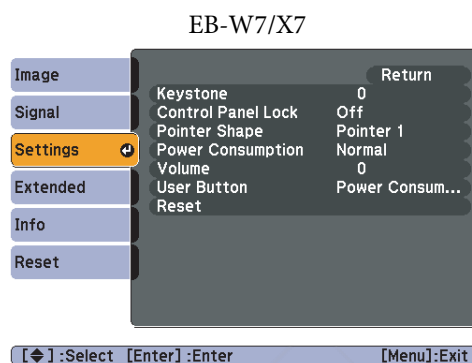 EB-W7/X7
Image
Signal
Settings
Extended
Info
Reset
Return
Keystone 0
Control Panel Lock Off
Pointer Shape Pointer 1
Power Consumption Normal
Volume 0
User Button Power Consum...
Reset
[◆] :Select [Enter] :Enter [Menu]:Exit